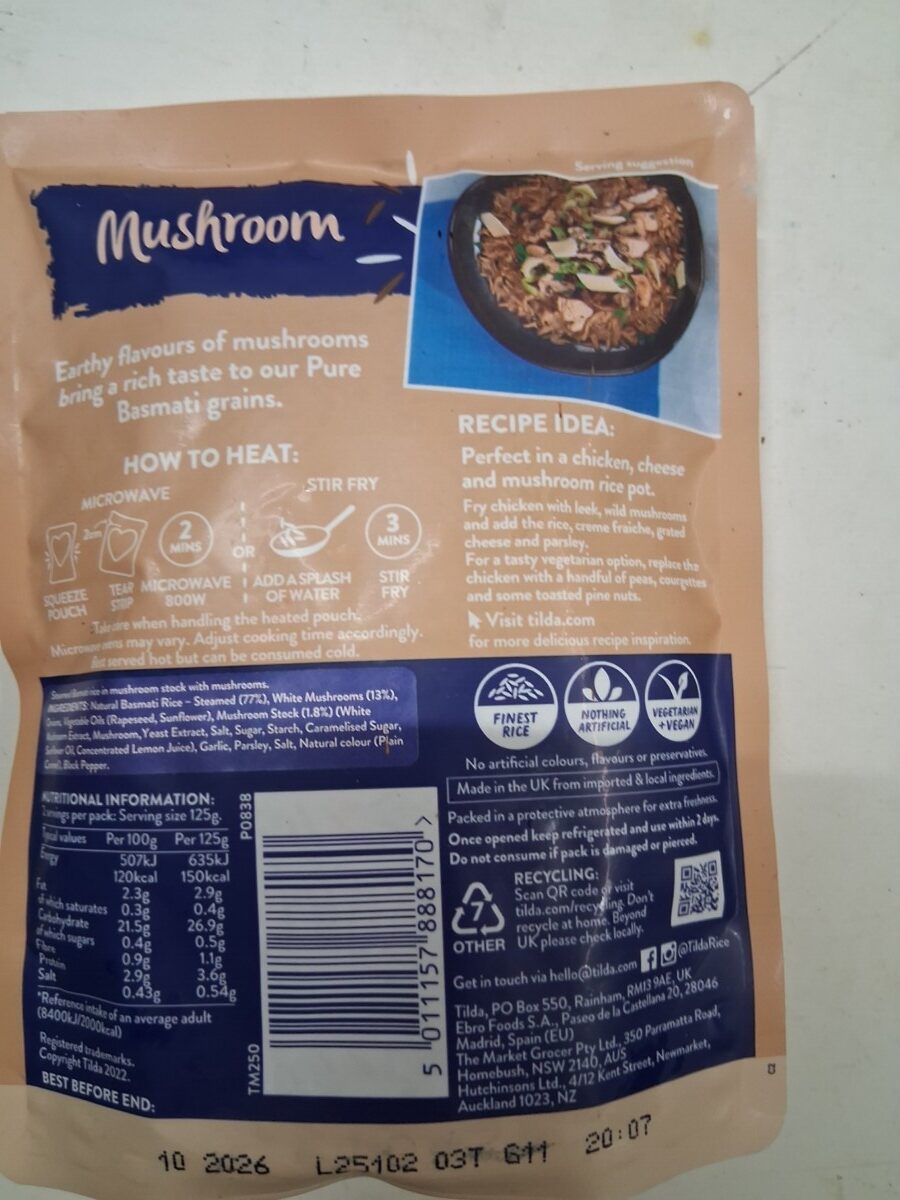 Serving suggestion
Mushroom
Earthy flavours of mushrooms
bring a rich taste to our Pure
Basmati grains.
HOW TO HEAT:
MICROWAVE
2cm
2
MINS
SQUEEZE
POUCH
TEAR
STRIP
MICROWAVE
800W
OR
STIR FRY
3
MINS
ADD A SPLASH
OF WATER
STIR
FRY
Take care when handling the heated pouch.
Microwave ovens may vary. Adjust cooking time accordingly.
Best served hot but can be consumed cold.
RECIPE IDEA:
Perfect in a chicken, cheese
and mushroom rice pot.
Fry chicken with leek, wild mushrooms
and add the rice, creme fraiche, grated
cheese and parsley.
For a tasty vegetarian option, replace the
chicken with a handful of peas, courgettes
and some toasted pine nuts.
Visit tilda.com
for more delicious recipe inspiration.
Steamed Basmati rice in mushroom stock with mushrooms.
INGREDIENTS: Natural Basmati Rice – Steamed (77%), White Mushrooms (13%),
Onions, Vegetable Oils (Rapeseed, Sunflower), Mushroom Stock (1.8%) (White
Mushroom Extract, Mushroom, Yeast Extract, Salt, Sugar, Starch, Caramelised Sugar,
Sunflower Oil, Concentrated Lemon Juice), Garlic, Parsley, Salt, Natural colour (Plain
Caramel), Black Pepper.
FINEST
RICE
NOTHING
ARTIFICIAL
VEGETARIAN
+VEGAN
No artificial colours, flavours or preservatives.
Made in the UK from imported & local ingredients.
Packed in a protective atmosphere for extra freshness.
Once opened keep refrigerated and use within 2 days.
Do not consume if pack is damaged or pierced.
NUTRITIONAL INFORMATION:
2 servings per pack: Serving size 125g.
Typical values Per 100g Per 125g
Energy 507kJ 635kJ
120kcal 150kcal
Fat 2.3g 2.9g
of which saturates 0.3g 0.4g
Carbohydrate 21.5g 26.9g
of which sugars 0.4g 0.5g
Fibre 0.9g 1.1g
Protein 2.9g 3.6g
Salt 0.43g 0.54g
*Reference intake of an average adult
(8400kJ/2000kcal)
Registered trademarks.
Copyright Tilda 2022.
BEST BEFORE END:
P0838
TM250
5 011157 888170 >
RECYCLING:
Scan QR code or visit
tilda.com/recycling. Don't
recycle at home. Beyond
UK please check locally.
7
OTHER
Get in touch via hello@tilda.com f @TildaRice
Tilda, PO Box 550, Rainham, RM13 9AE, UK
Ebro Foods S.A., Paseo de la Castellana 20, 28046
Madrid, Spain (EU)
The Market Grocer Pty Ltd., 350 Parramatta Road,
Homebush, NSW 2140, AUS
Hutchinsons Ltd., 4/12 Kent Street, Newmarket,
Auckland 1023, NZ
10 2026 L25102 03T G11 20:07